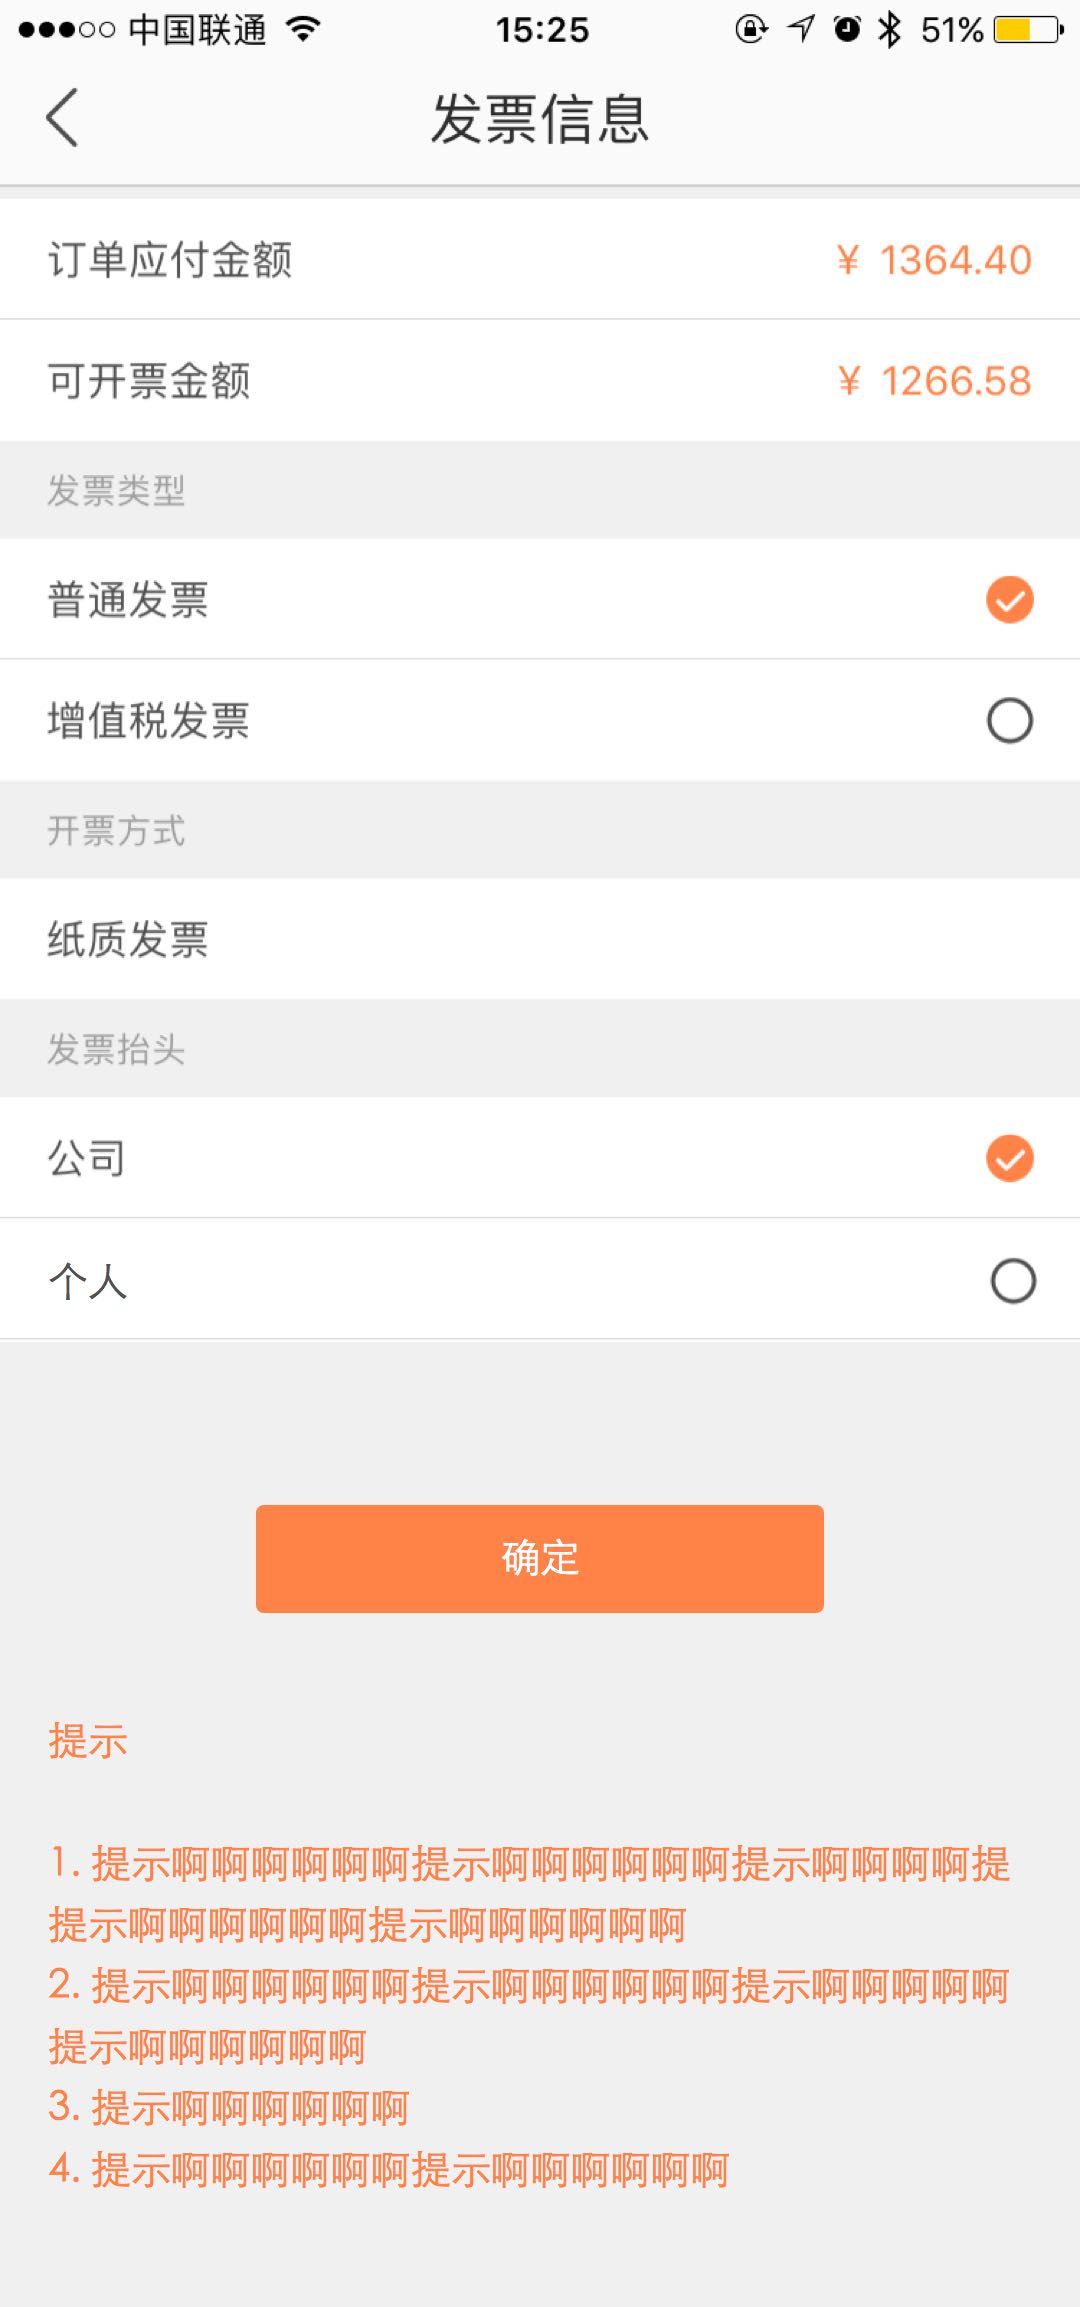 中国联通 15:25 51%
发票信息
订单应付金额 ¥ 1364.40
可开票金额 ¥ 1266.58
发票类型
普通发票
增值税发票
开票方式
纸质发票
发票抬头
公司
个人
确定
提示
1. 提示啊啊啊啊啊啊提示啊啊啊啊啊啊提示啊啊啊啊提
提示啊啊啊啊啊啊提示啊啊啊啊啊啊
2. 提示啊啊啊啊啊啊提示啊啊啊啊啊啊提示啊啊啊啊啊
提示啊啊啊啊啊啊
3. 提示啊啊啊啊啊啊
4. 提示啊啊啊啊啊啊提示啊啊啊啊啊啊